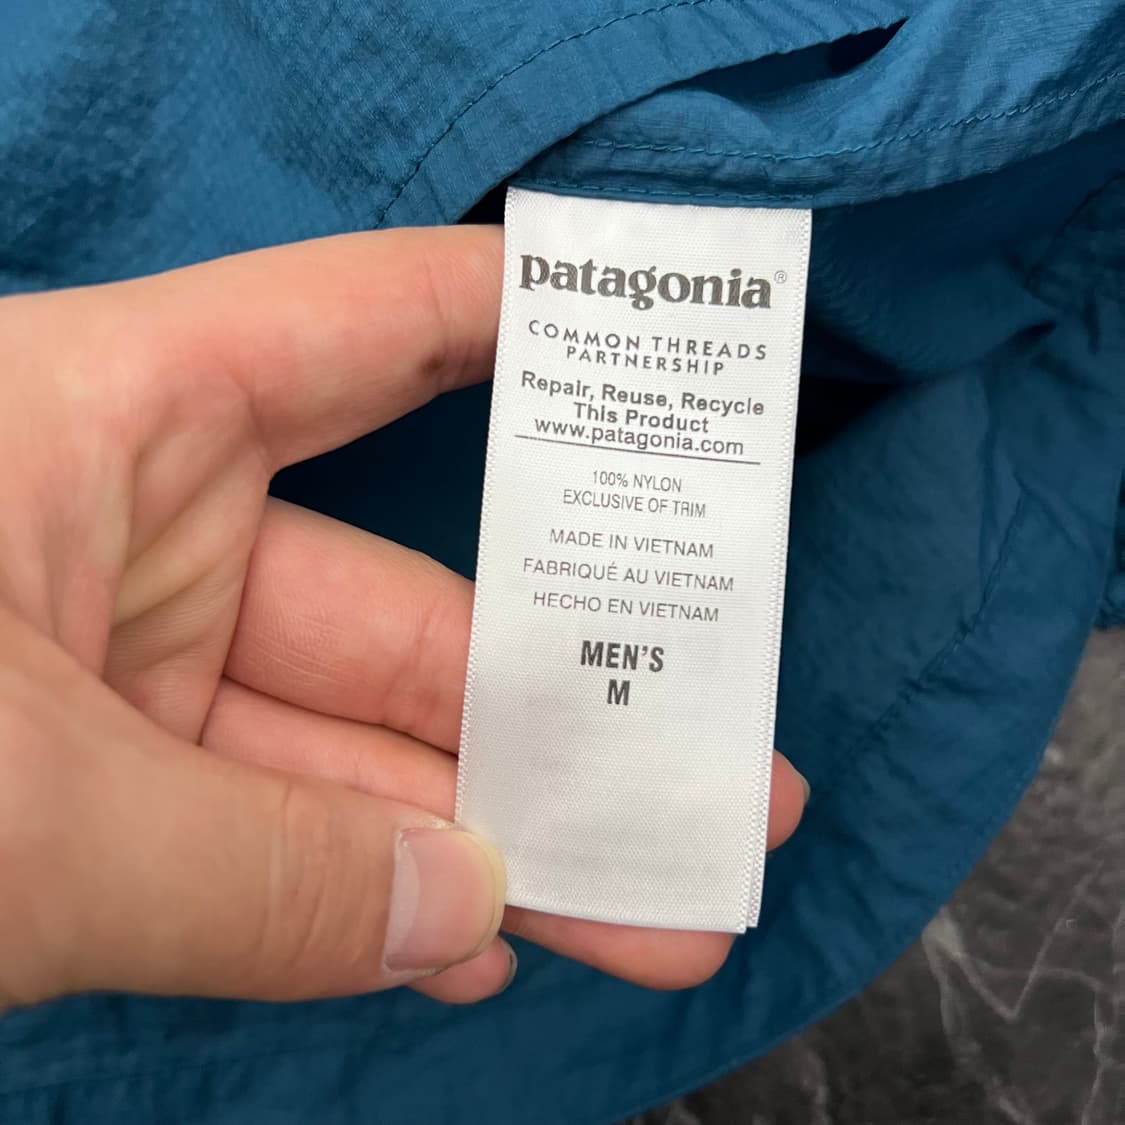 patagonia®
COMMON THREADS
PARTNERSHIP
Repair, Reuse, Recycle
This Product
www.patagonia.com
100% NYLON
EXCLUSIVE OF TRIM
MADE IN VIETNAM
FABRIQUÉ AU VIETNAM
HECHO EN VIETNAM
MEN'S
M